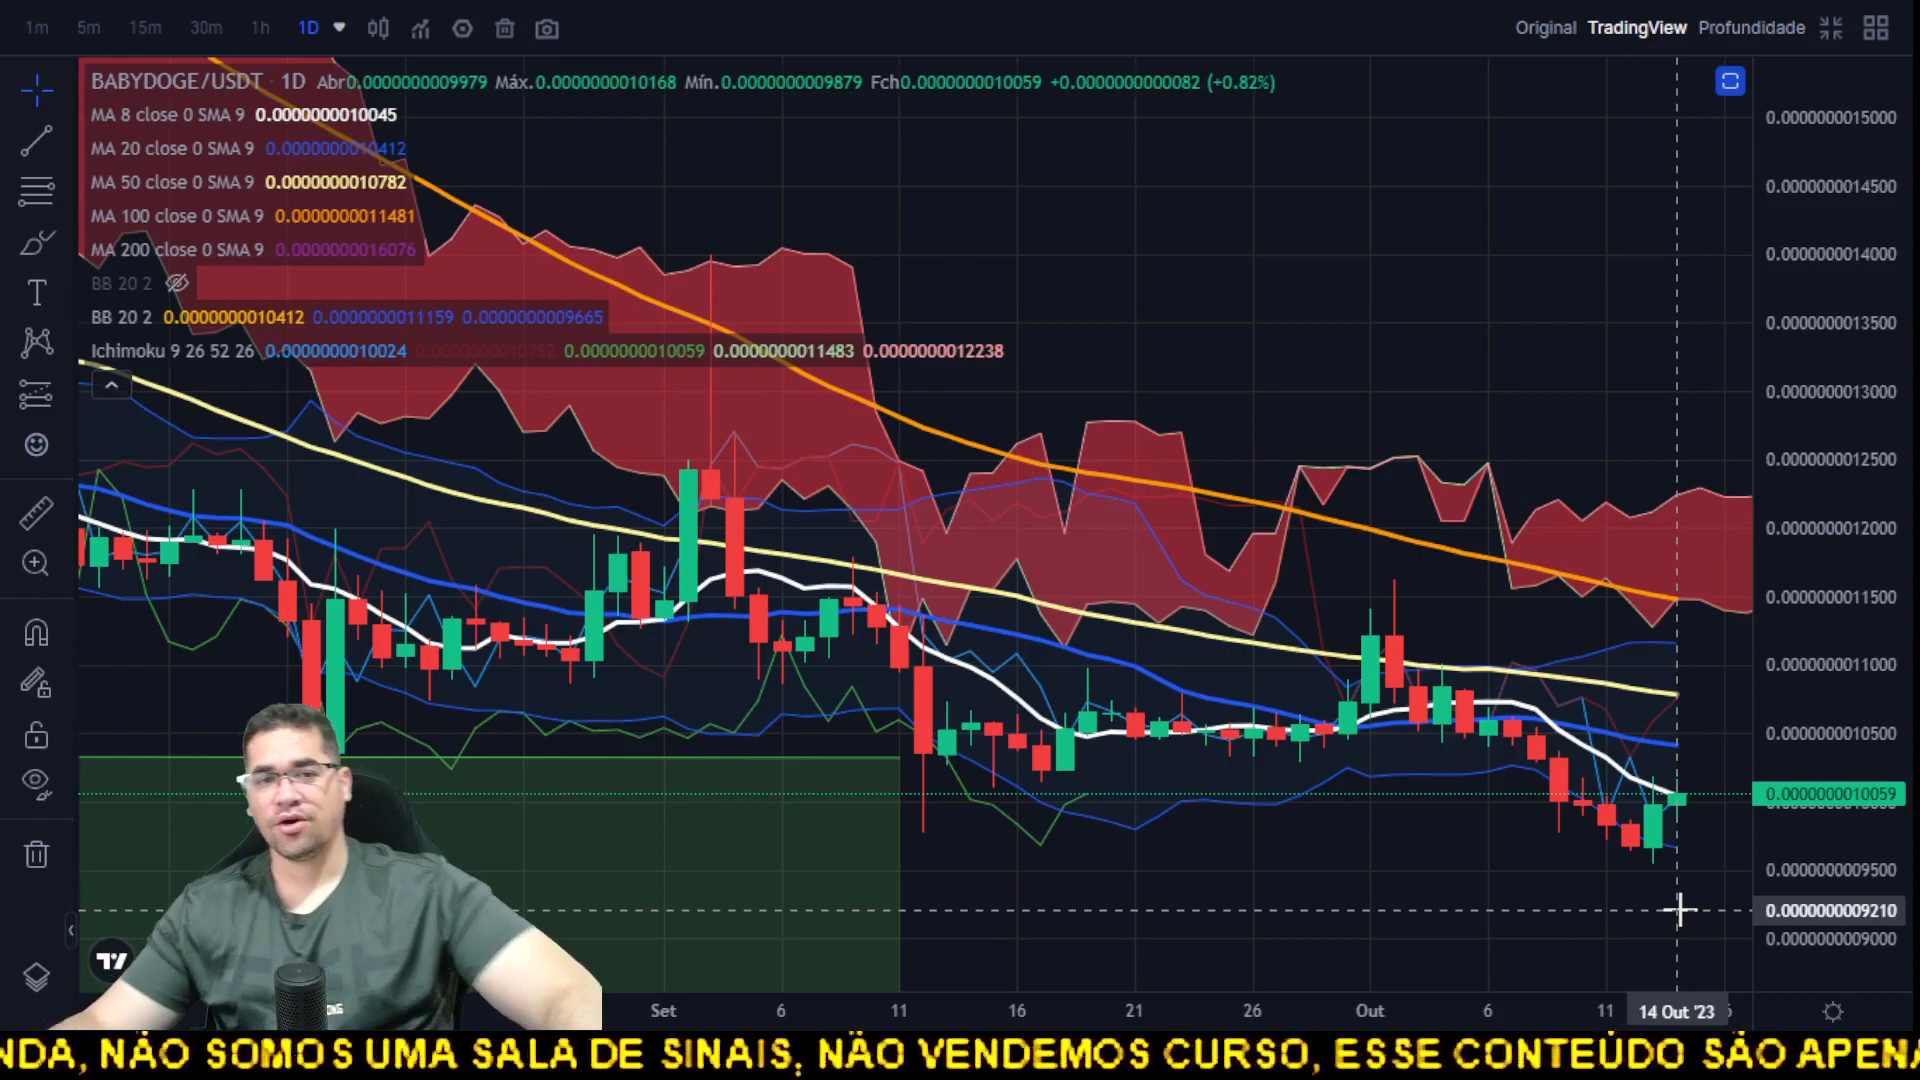 1m 5m 15m 30m 1h 1D
Original TradingView Profundidade
BABYDOGE/USDT · 1D Abr0.0000000009979 Máx.0.0000000010168 Mín.0.0000000009879 Fch0.0000000010059 +0.0000000000082 (+0.82%)
MA 8 close 0 SMA 9 0.0000000010045
MA 20 close 0 SMA 9 0.0000000010412
MA 50 close 0 SMA 9 0.0000000010782
MA 100 close 0 SMA 9 0.0000000011481
MA 200 close 0 SMA 9 0.0000000016076
BB 20 2
BB 20 2 0.0000000010412 0.0000000011159 0.0000000009665
Ichimoku 9 26 52 26 0.0000000010024 0.0000000010752 0.0000000010059 0.0000000011483 0.0000000012238
0.0000000015000
0.0000000014500
0.0000000014000
0.0000000013500
0.0000000013000
0.0000000012500
0.0000000012000
0.0000000011500
0.0000000011000
0.0000000010500
0.0000000010059
0.0000000009500
0.0000000009210
0.0000000009000
Set 6 11 16 21 26 Out 6 11 14 Out '23
NDA, NÃO SOMOS UMA SALA DE SINAIS, NÃO VENDEMOS CURSO, ESSE CONTEÚDO SÃO APENA